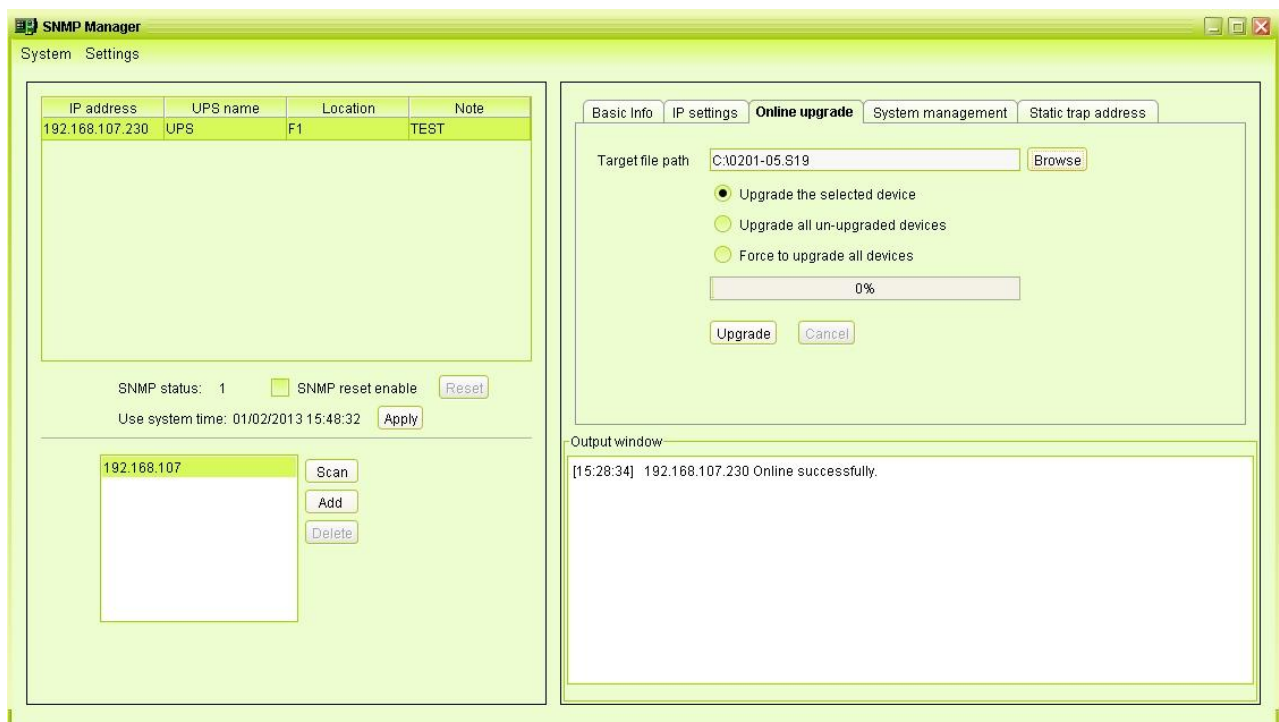 SNMP Manager
System Settings
IP address UPS name Location Note
192.168.107.230 UPS F1 TEST
SNMP status: 1 SNMP reset enable Reset
Use system time: 01/02/2013 15:48:32 Apply
192.168.107
Scan
Add
Delete
Basic Info IP settings Online upgrade System management Static trap address
Target file path C:\0201-05.S19 Browse
Upgrade the selected device
Upgrade all un-upgraded devices
Force to upgrade all devices
0%
Upgrade Cancel
Output window
[15:28:34] 192.168.107.230 Online successfully.